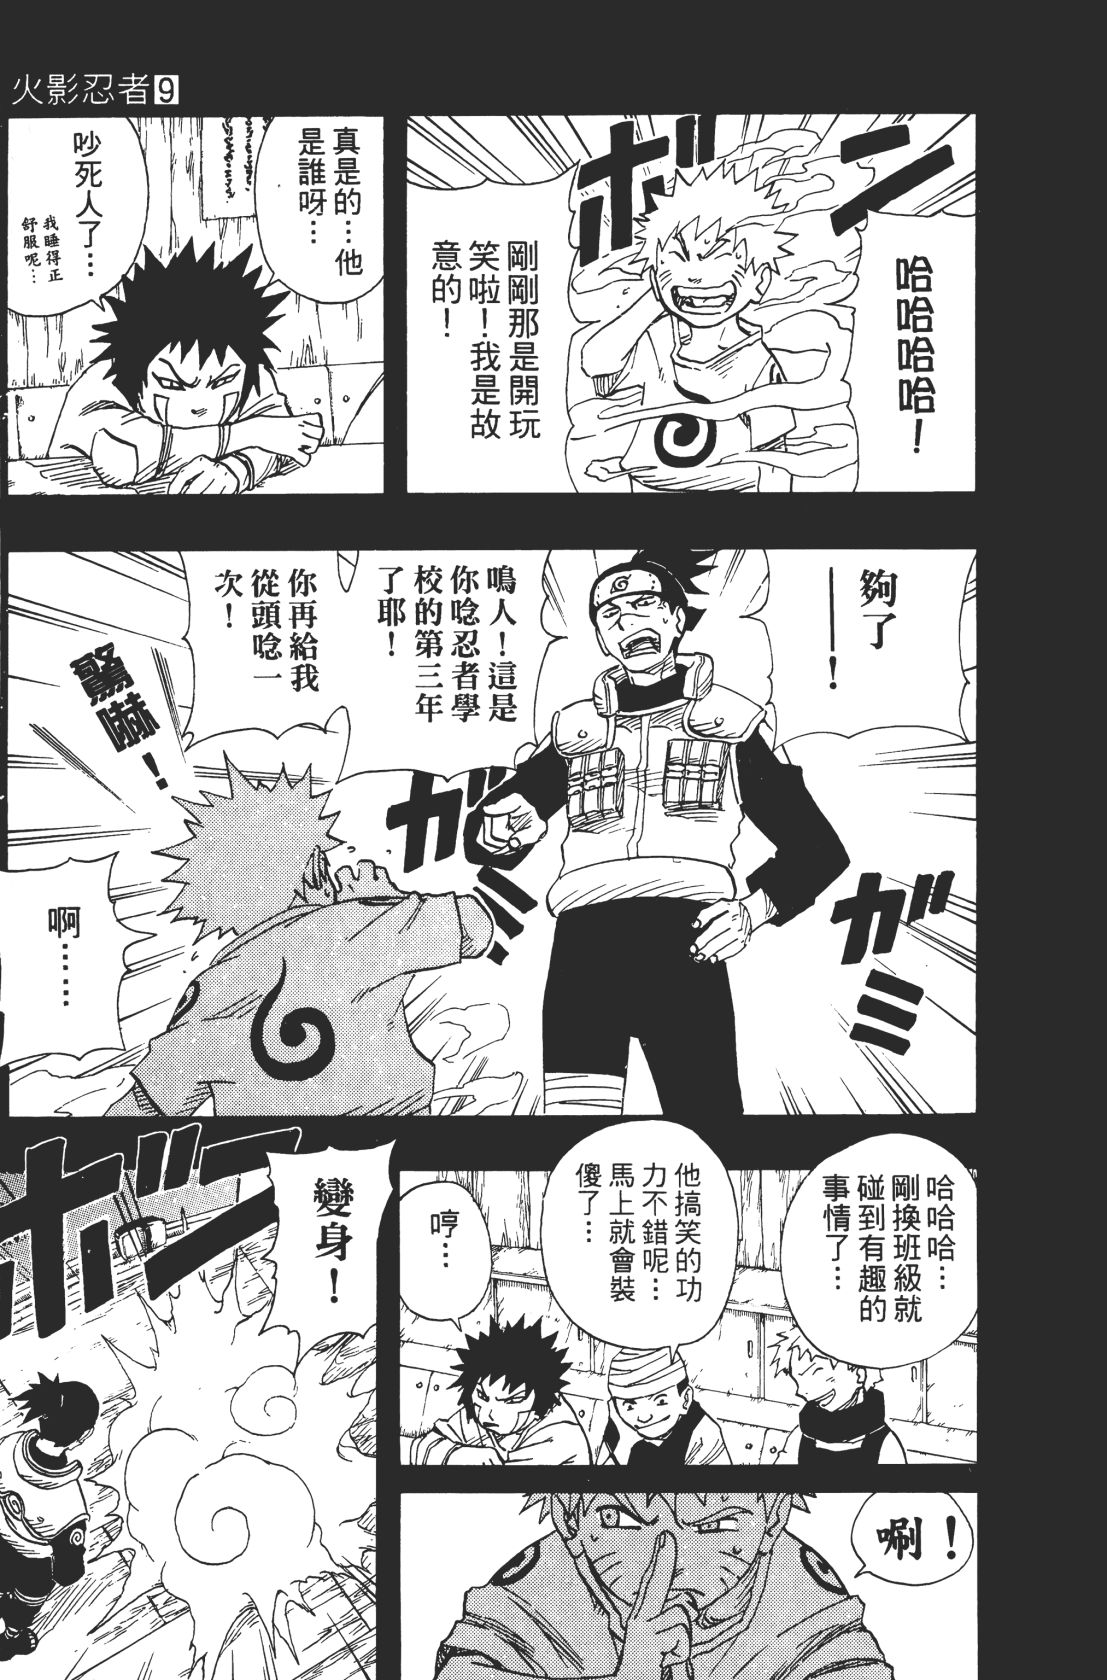 火影忍者9
ボン
哈哈哈哈！
剛剛那是開玩
笑啦！我是故
意的！
真是的…他
是誰呀…
吵死人了…
我睡得正
舒服呢…
夠了
——！
鳴人！這是
你唸忍者學
校的第三年
了耶！
你再給我
從頭唸一
次！
ガミ
ガミ
驚嚇！
啊……
哈哈哈…
剛換班級就
碰到有趣的
事情了…
他搞笑的功
力不錯呢…
馬上就會裝
傻了…
哼…
唰！
變身！
ボン